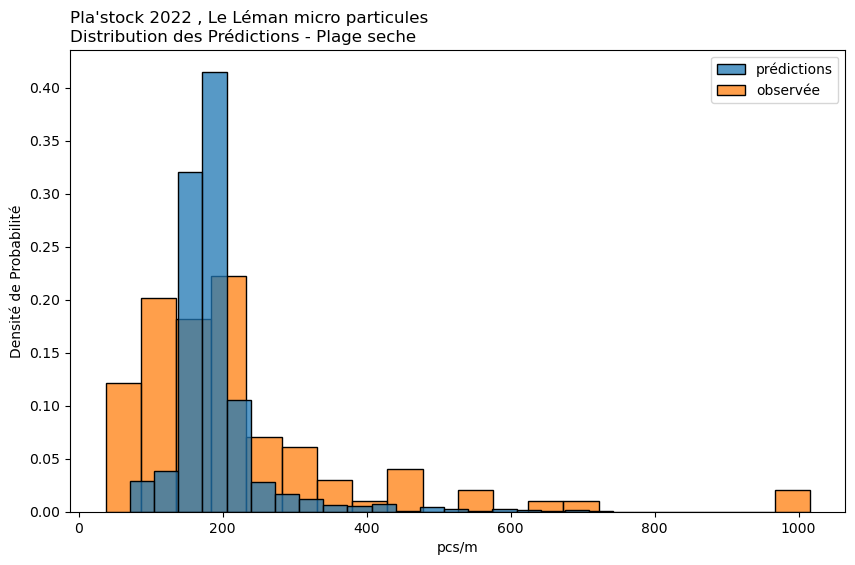 Pla'stock 2022 , Le Léman micro particules
Distribution des Prédictions - Plage seche
prédictions
observée
Densité de Probabilité
0.40
0.35
0.30
0.25
0.20
0.15
0.10
0.05
0.00
0
200
400
600
800
1000
pcs/m